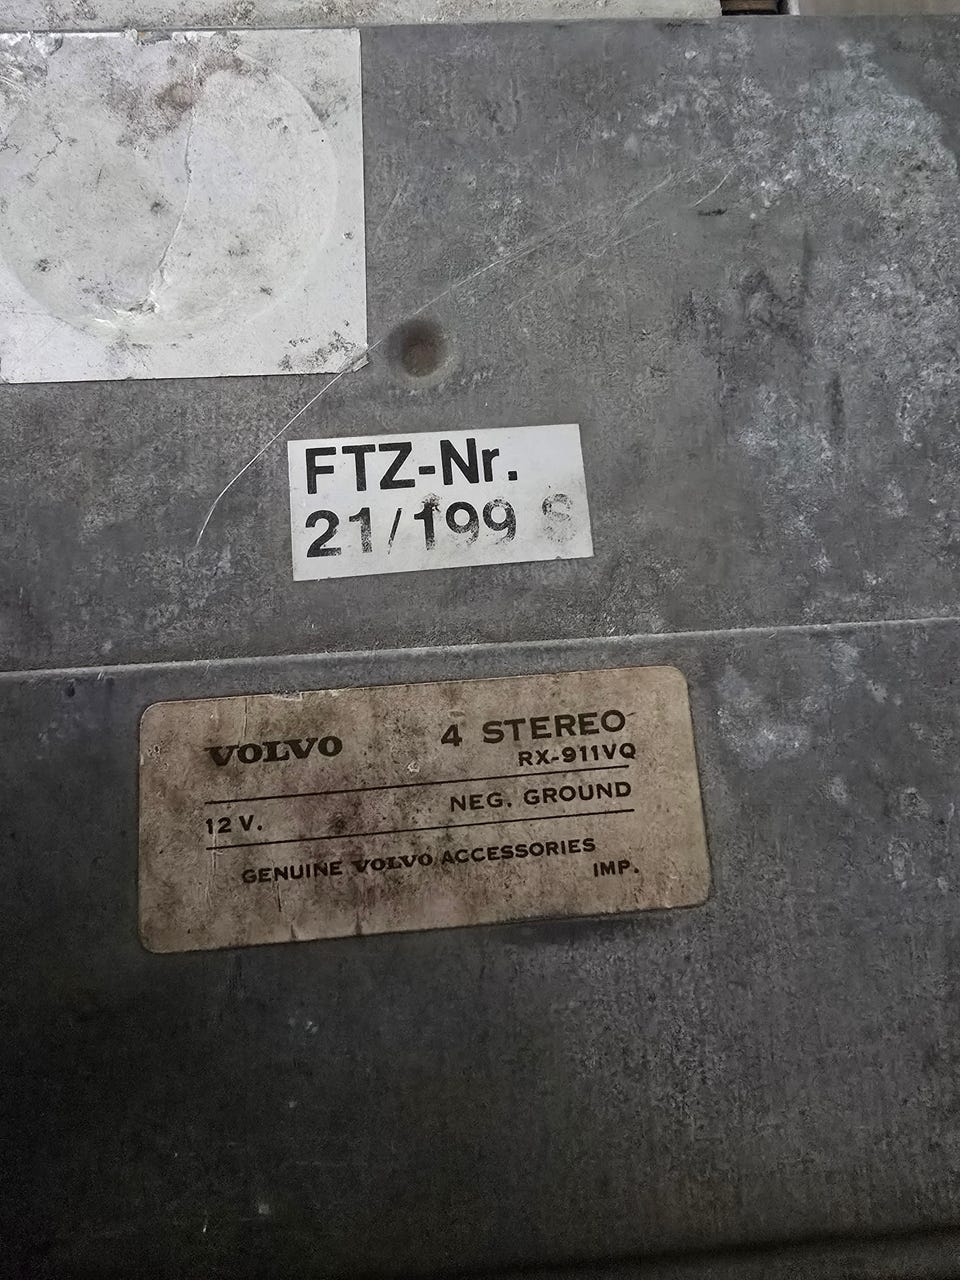 FTZ-Nr.
21/199 S
VOLVO 4 STEREO
RX-911VQ
12 V. NEG. GROUND
GENUINE VOLVO ACCESSORIES
IMP.